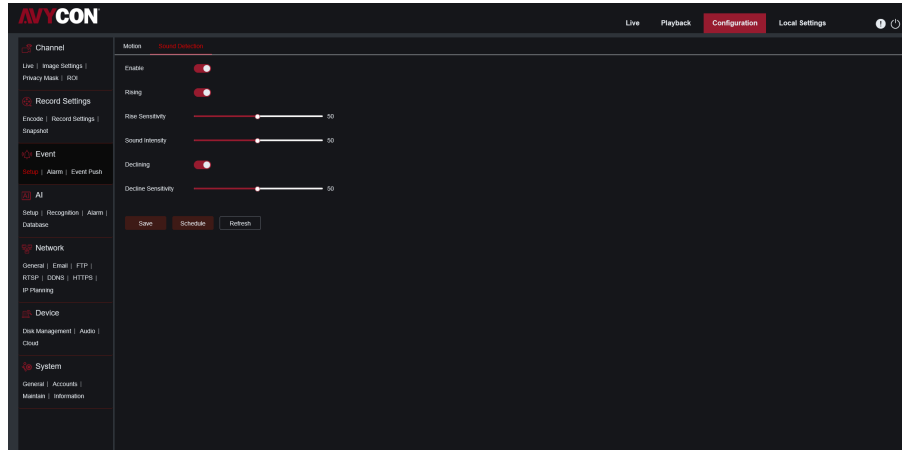 AVYCON
Live Playback Configuration Local Settings
Channel
Live | Image Settings |
Privacy Mask | ROI
Record Settings
Encode | Record Settings |
Snapshot
Event
Setup | Alarm | Event Push
AI
Setup | Recognition | Alarm |
Database
Network
General | Email | FTP |
RTSP | DDNS | HTTPS |
IP Planning
Device
Disk Management | Audio |
Cloud
System
General | Accounts |
Maintain | Information
Motion Sound Detection
Enable
Rising
Rise Sensitivity 50
Sound Intensity 50
Declining
Decline Sensitivity 50
Save Schedule Refresh